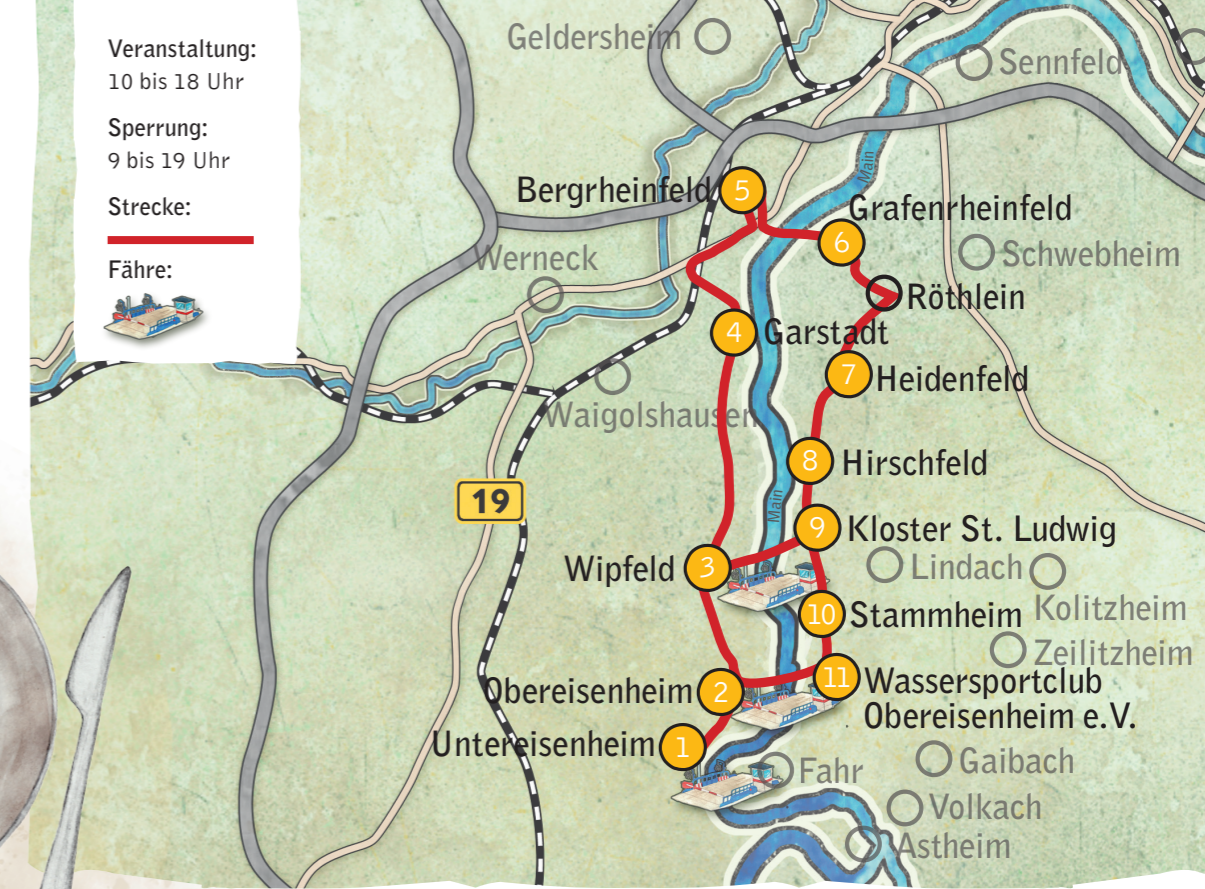 Veranstaltung:
10 bis 18 Uhr
Sperrung:
9 bis 19 Uhr
Strecke:
Fähre:
Geldersheim
Sennfeld
Main
Bergrheinfeld
5
Grafenrheinfeld
6
Schwebheim
Werneck
Röthlein
4
Garstadt
7
Heidenfeld
Waigolshausen
8
Hirschfeld
19
Main
9
Kloster St. Ludwig
Wipfeld
3
Lindach
Kolitzheim
10
Stammheim
Zeilitzheim
Obereisenheim
2
11
Wassersportclub
Obereisenheim e.V.
Untereisenheim
1
Fahr
Gaibach
Volkach
Astheim